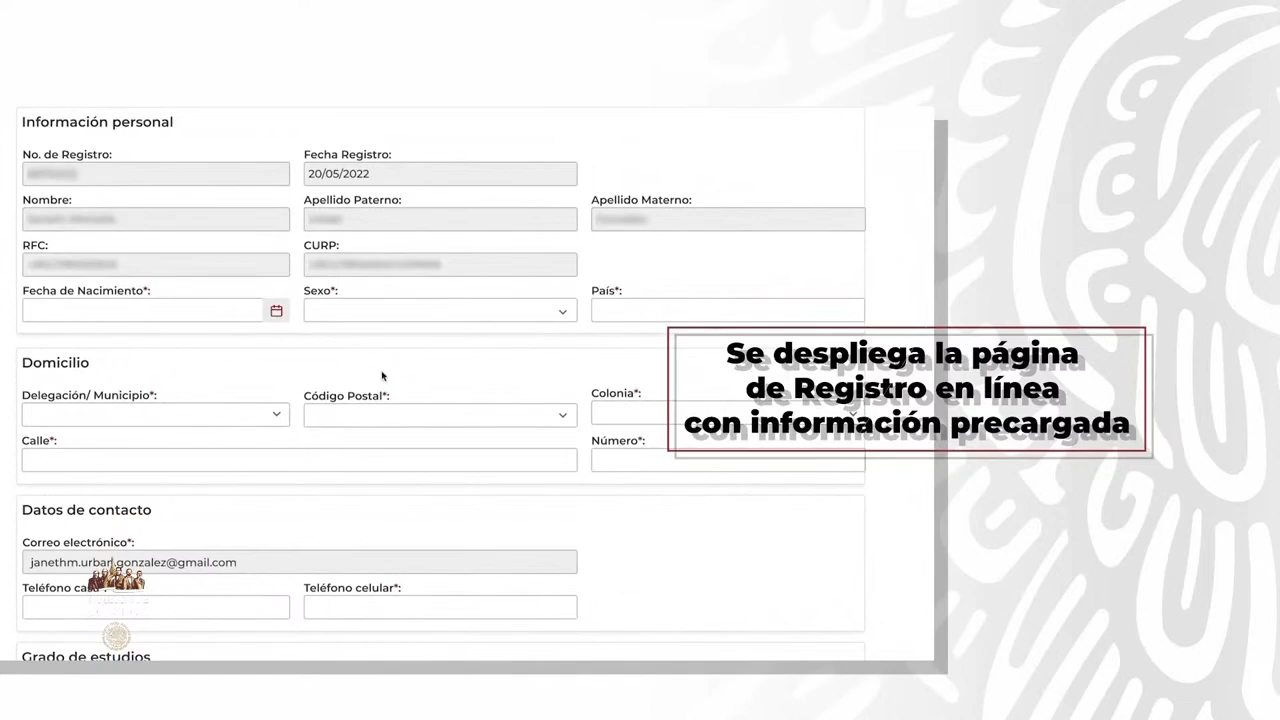 Información personal
No. de Registro:
Fecha Registro:
20/05/2022
Nombre:
Apellido Paterno:
Apellido Materno:
RFC:
CURP:
Fecha de Nacimiento*:
Sexo*:
País*:
Domicilio
Delegación/ Municipio*:
Código Postal*:
Colonia*:
Calle*:
Número*:
Se despliega la página
de Registro en línea
con información precargada
Datos de contacto
Correo electrónico*:
janethm.urban.gonzalez@gmail.com
Teléfono casa*:
Teléfono celular*:
Grado de estudios